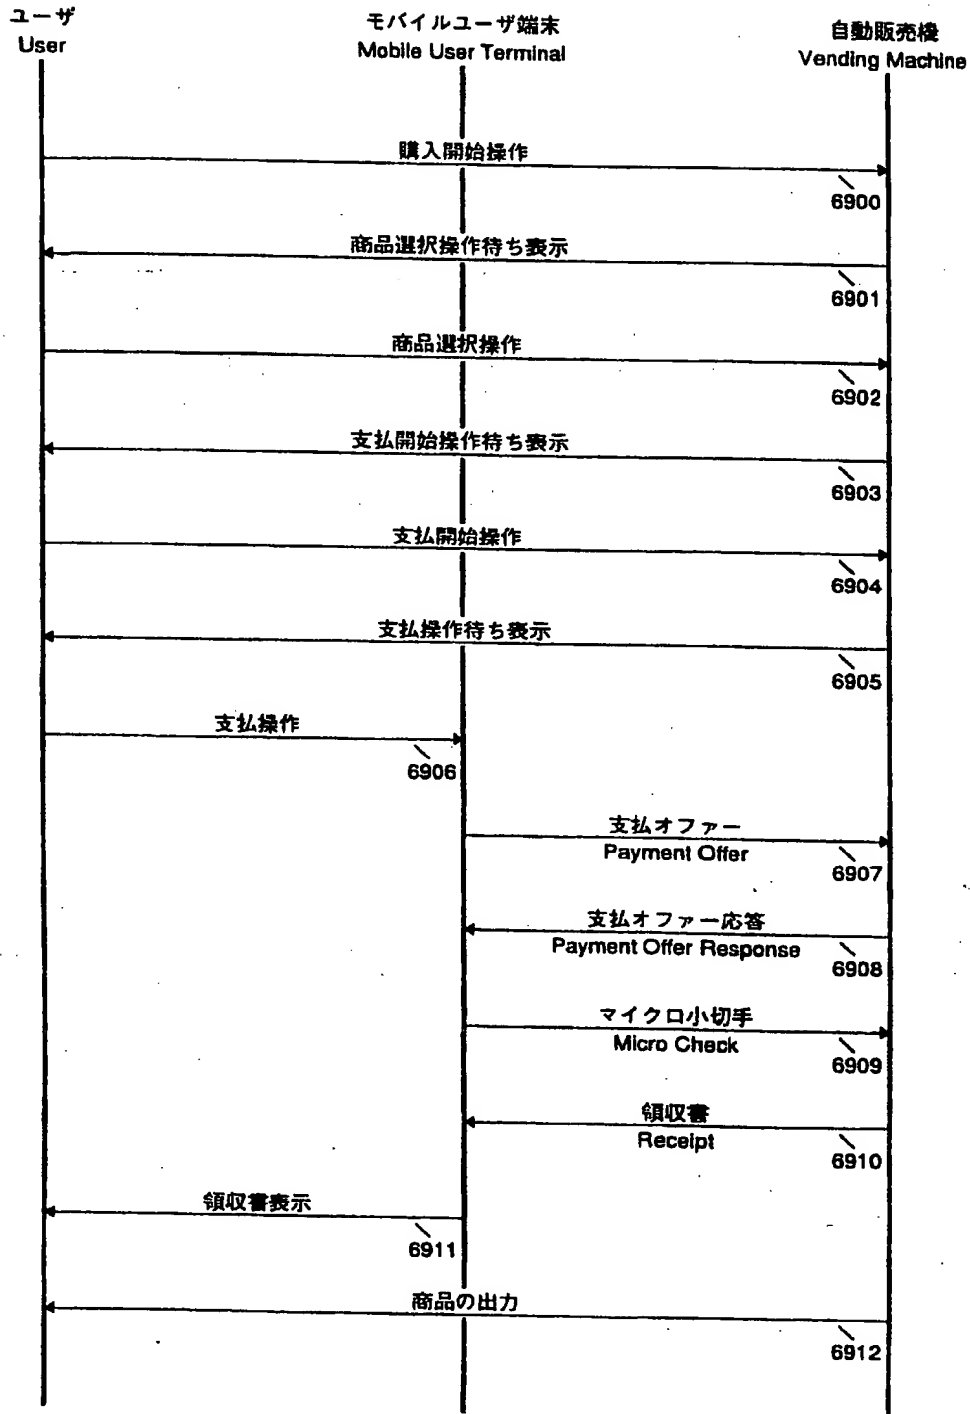 ユーザ
User
モバイルユーザ端末
Mobile User Terminal
自動販売機
Vending Machine
購入開始操作
6900
商品選択操作待ち表示
6901
商品選択操作
6902
支払開始操作待ち表示
6903
支払開始操作
6904
支払操作待ち表示
6905
支払操作
6906
支払オファー
Payment Offer
6907
支払オファー応答
Payment Offer Response
6908
マイクロ小切手
Micro Check
6909
領収書
Receipt
6910
領収書表示
6911
商品の出力
6912